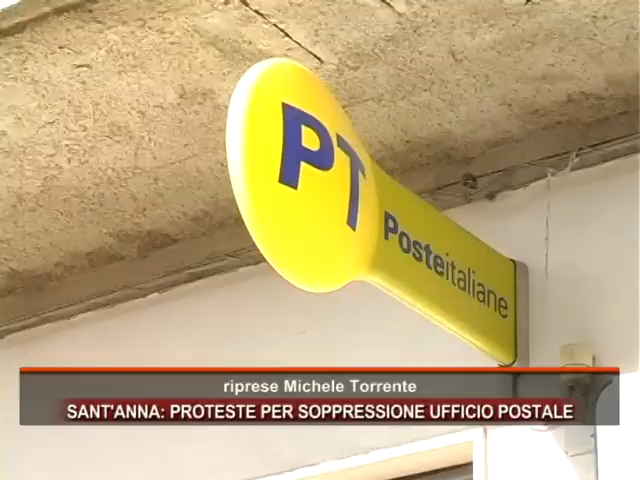 PT
Posteitaliane
riprese Michele Torrente
SANT'ANNA: PROTESTE PER SOPPRESSIONE UFFICIO POSTALE